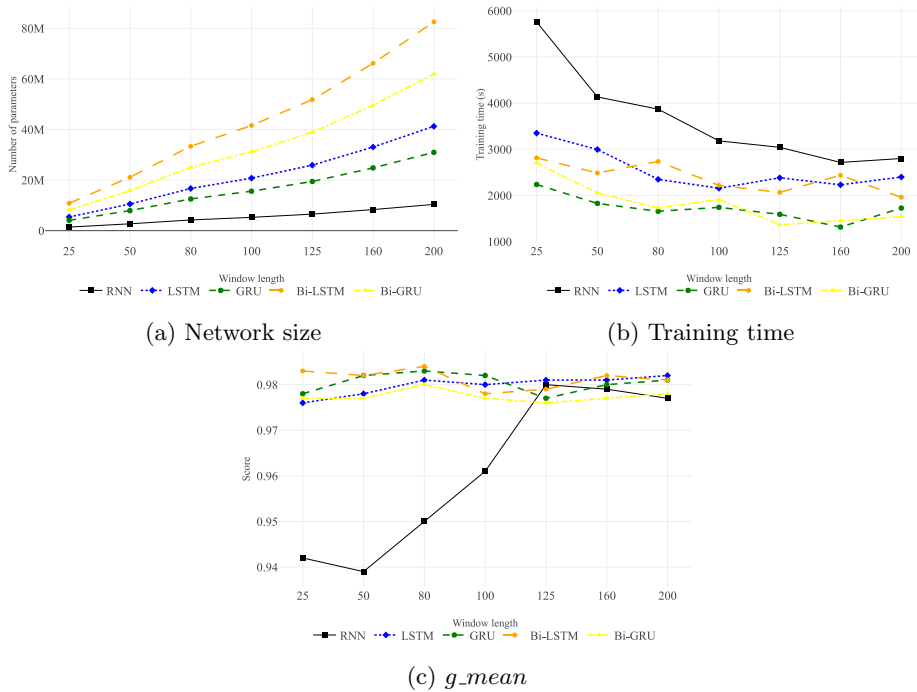 80M
60M
40M
20M
0
Number of parameters
25 50 80 100 125 160 200
Window length
RNN LSTM GRU Bi-LSTM Bi-GRU
(a) Network size
6000
5000
4000
3000
2000
1000
Training time (s)
25 50 80 100 125 160 200
Window length
RNN LSTM GRU Bi-LSTM Bi-GRU
(b) Training time
0.98
0.97
0.96
0.95
0.94
Score
25 50 80 100 125 160 200
Window length
RNN LSTM GRU Bi-LSTM Bi-GRU
(c) g_mean